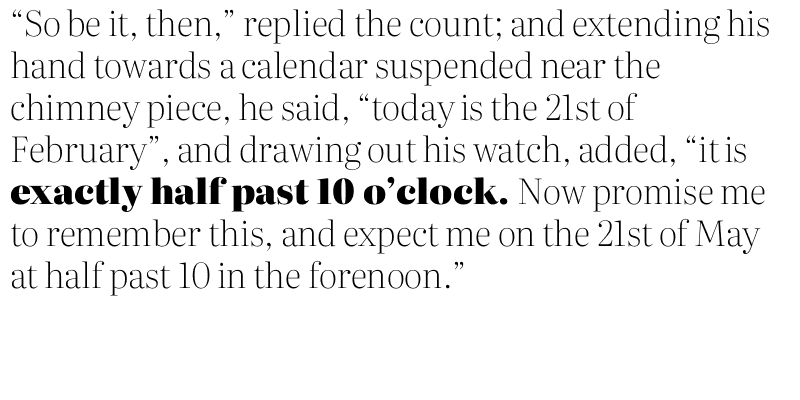 “So be it, then,” replied the count; and extending his
hand towards a calendar suspended near the
chimney piece, he said, “today is the 21st of
February”, and drawing out his watch, added, “it is
exactly half past 10 o’clock. Now promise me
to remember this, and expect me on the 21st of May
at half past 10 in the forenoon.”